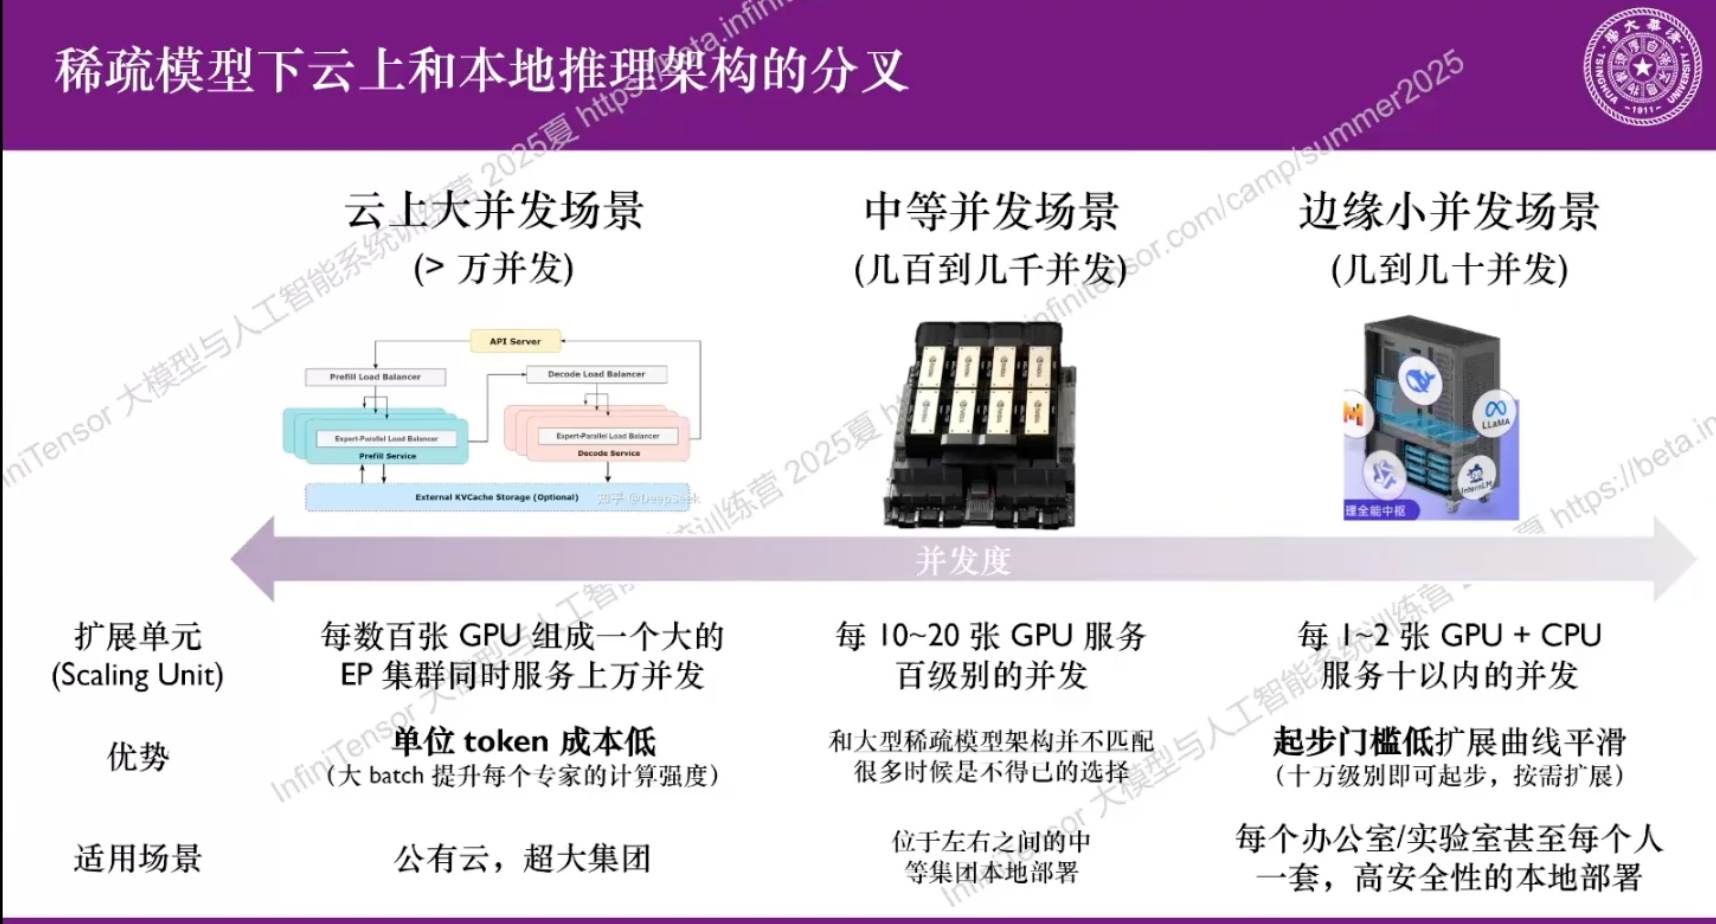 稀疏模型下云上和本地推理架构的分叉
云上大并发场景
(> 万并发)
中等并发场景
(几百到几千并发)
边缘小并发场景
(几到几十并发)
API Server
Prefill Load Balancer
Decode Load Balancer
Expert-Parallel Load Balancer
Prefill Service
Expert-Parallel Load Balancer
Decode Service
External KVCache Storage (Optional)
知乎 @DeepSeek
LLaMA
InternLM
理全能中枢
并发度
扩展单元
(Scaling Unit)
每数百张 GPU 组成一个大的
EP 集群同时服务上万并发
每 10~20 张 GPU 服务
百级别的并发
每 1~2 张 GPU + CPU
服务十以内的并发
优势
单位 token 成本低
（大 batch 提升每个专家的计算强度）
和大型稀疏模型架构并不匹配
很多时候是不得已的选择
起步门槛低扩展曲线平滑
（十万级别即可起步，按需扩展）
适用场景
公有云，超大集团
位于左右之间的中
等集团本地部署
每个办公室/实验室甚至每个人
一套，高安全性的本地部署
TSINGHUA UNIVERSITY
1911
InfiniTensor 大模型与人工智能系统训练营 2025夏 https://beta.infinitensor.com/camp/summer2025